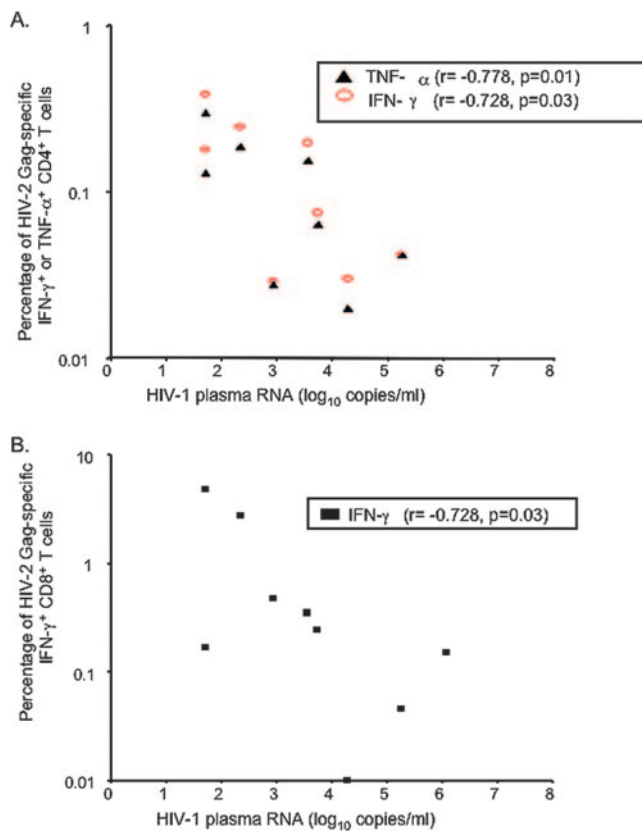 A.
Percentage of HIV-2 Gag-specific
IFN-γ⁺ or TNF-α⁺ CD4⁺ T cells
1
0.1
0.01
TNF- α (r= -0.778, p=0.01)
IFN- γ (r= -0.728, p=0.03)
0 1 2 3 4 5 6 7 8
HIV-1 plasma RNA (log₁₀ copies/ml)
B.
Percentage of HIV-2 Gag-specific
IFN-γ⁺ CD8⁺ T cells
10
1
0.1
0.01
IFN-γ (r= -0.728, p=0.03)
0 1 2 3 4 5 6 7 8
HIV-1 plasma RNA (log₁₀ copies/ml)